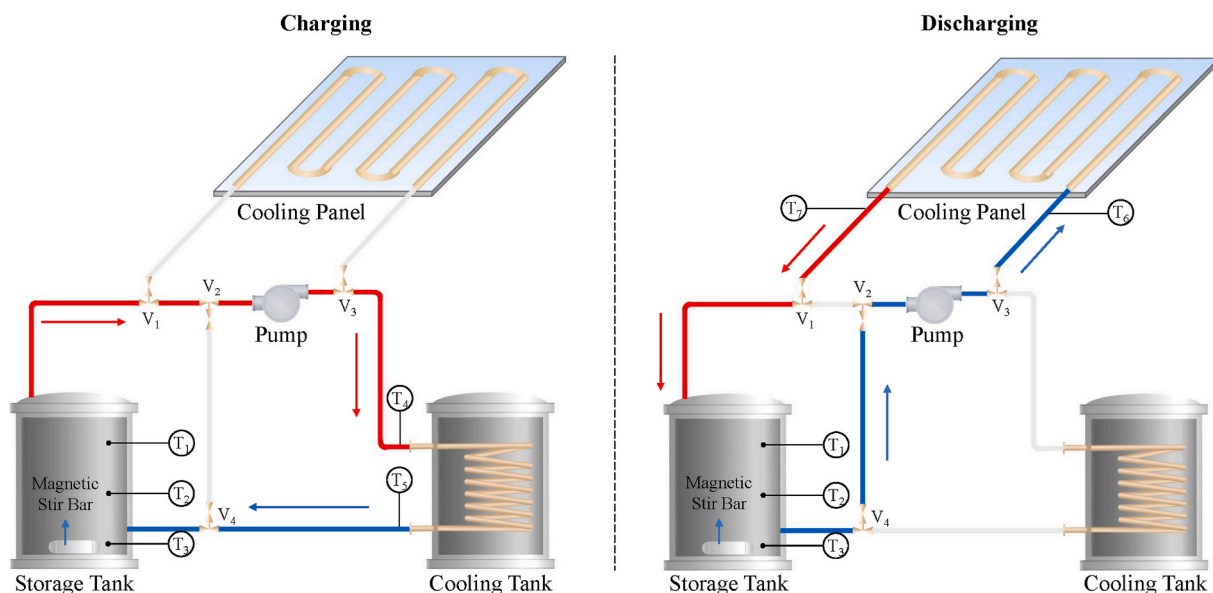 Charging
Cooling Panel
V₂
V₁
V₃
Pump
T₄
T₁
Magnetic
Stir Bar
T₂
T₅
V₄
T₃
Storage Tank
Cooling Tank
Discharging
T₇
Cooling Panel
T₆
V₂
V₁
V₃
Pump
T₁
Magnetic
Stir Bar
T₂
V₄
T₃
Storage Tank
Cooling Tank